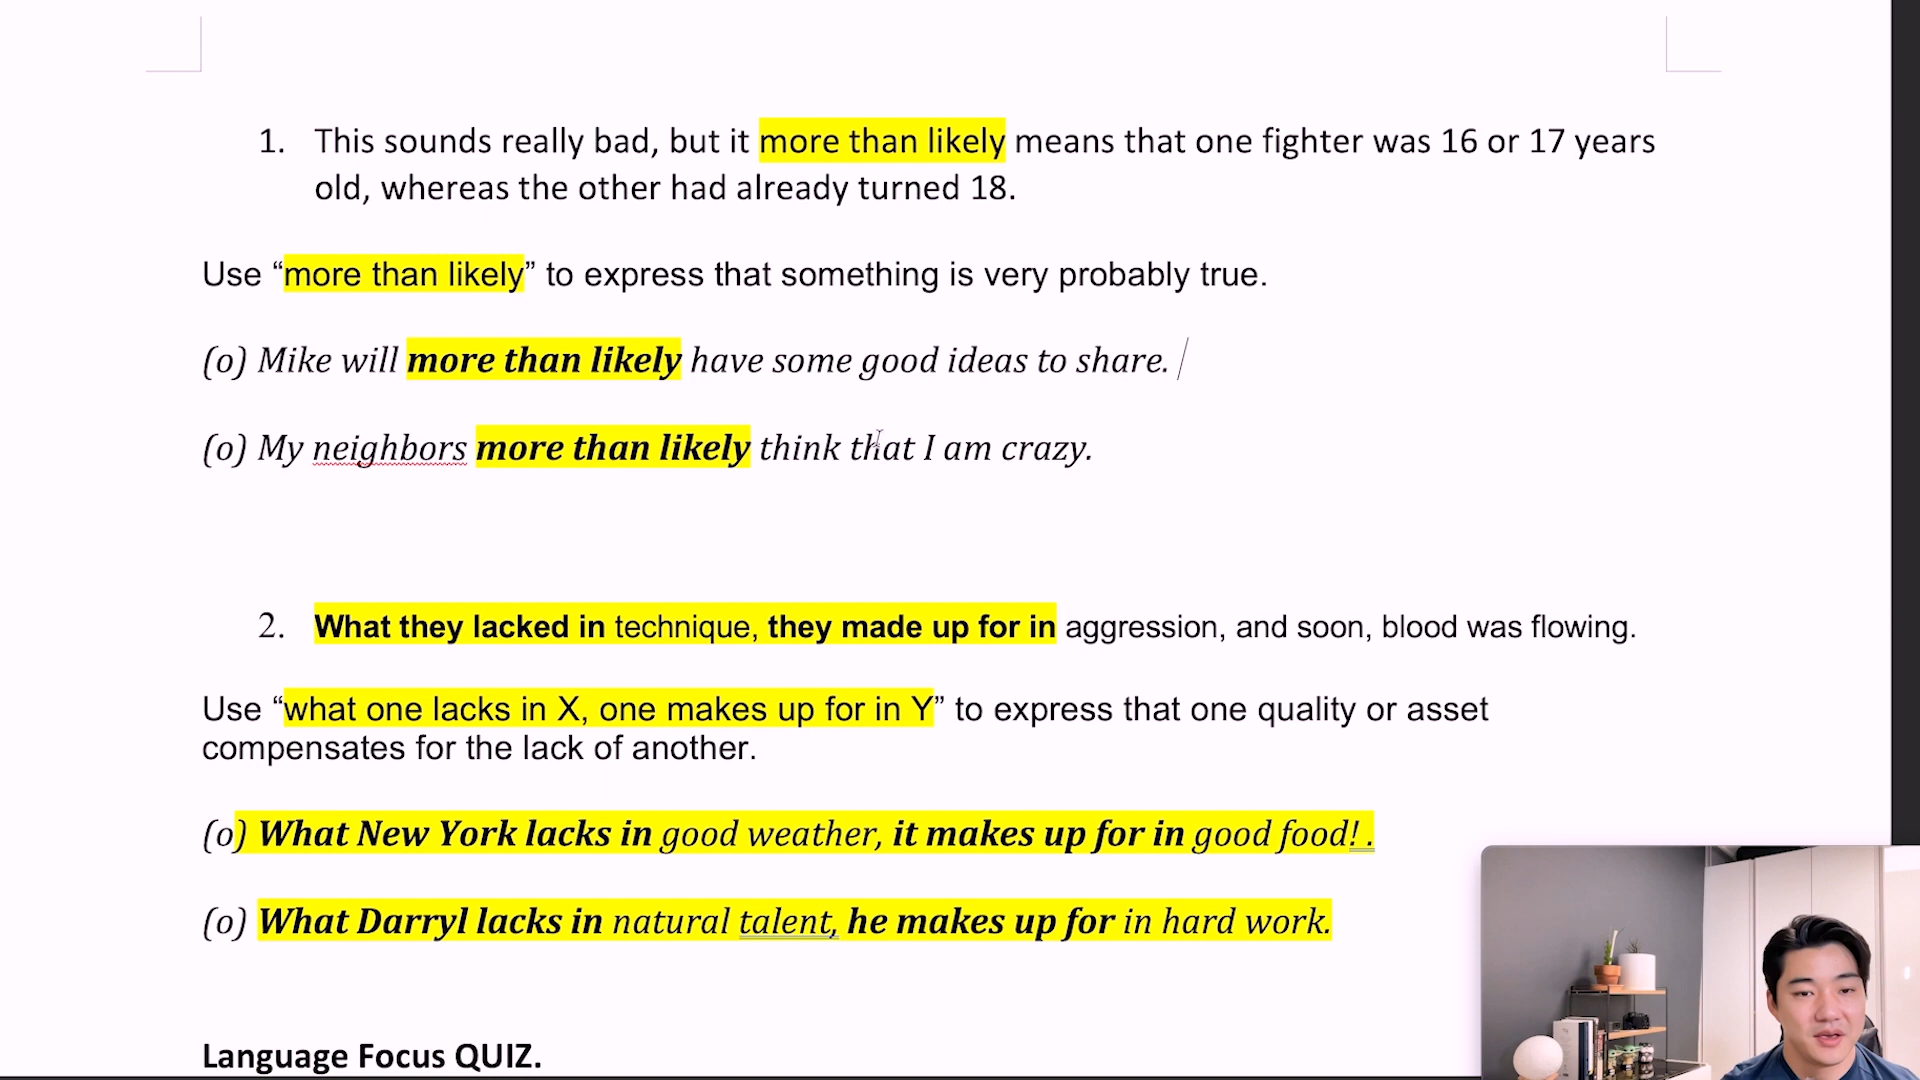 1. This sounds really bad, but it more than likely means that one fighter was 16 or 17 years
old, whereas the other had already turned 18.
Use “more than likely” to express that something is very probably true.
(o) Mike will more than likely have some good ideas to share.
(o) My neighbors more than likely think that I am crazy.
2. What they lacked in technique, they made up for in aggression, and soon, blood was flowing.
Use “what one lacks in X, one makes up for in Y” to express that one quality or asset
compensates for the lack of another.
(o) What New York lacks in good weather, it makes up for in good food! .
(o) What Darryl lacks in natural talent, he makes up for in hard work.
Language Focus QUIZ.